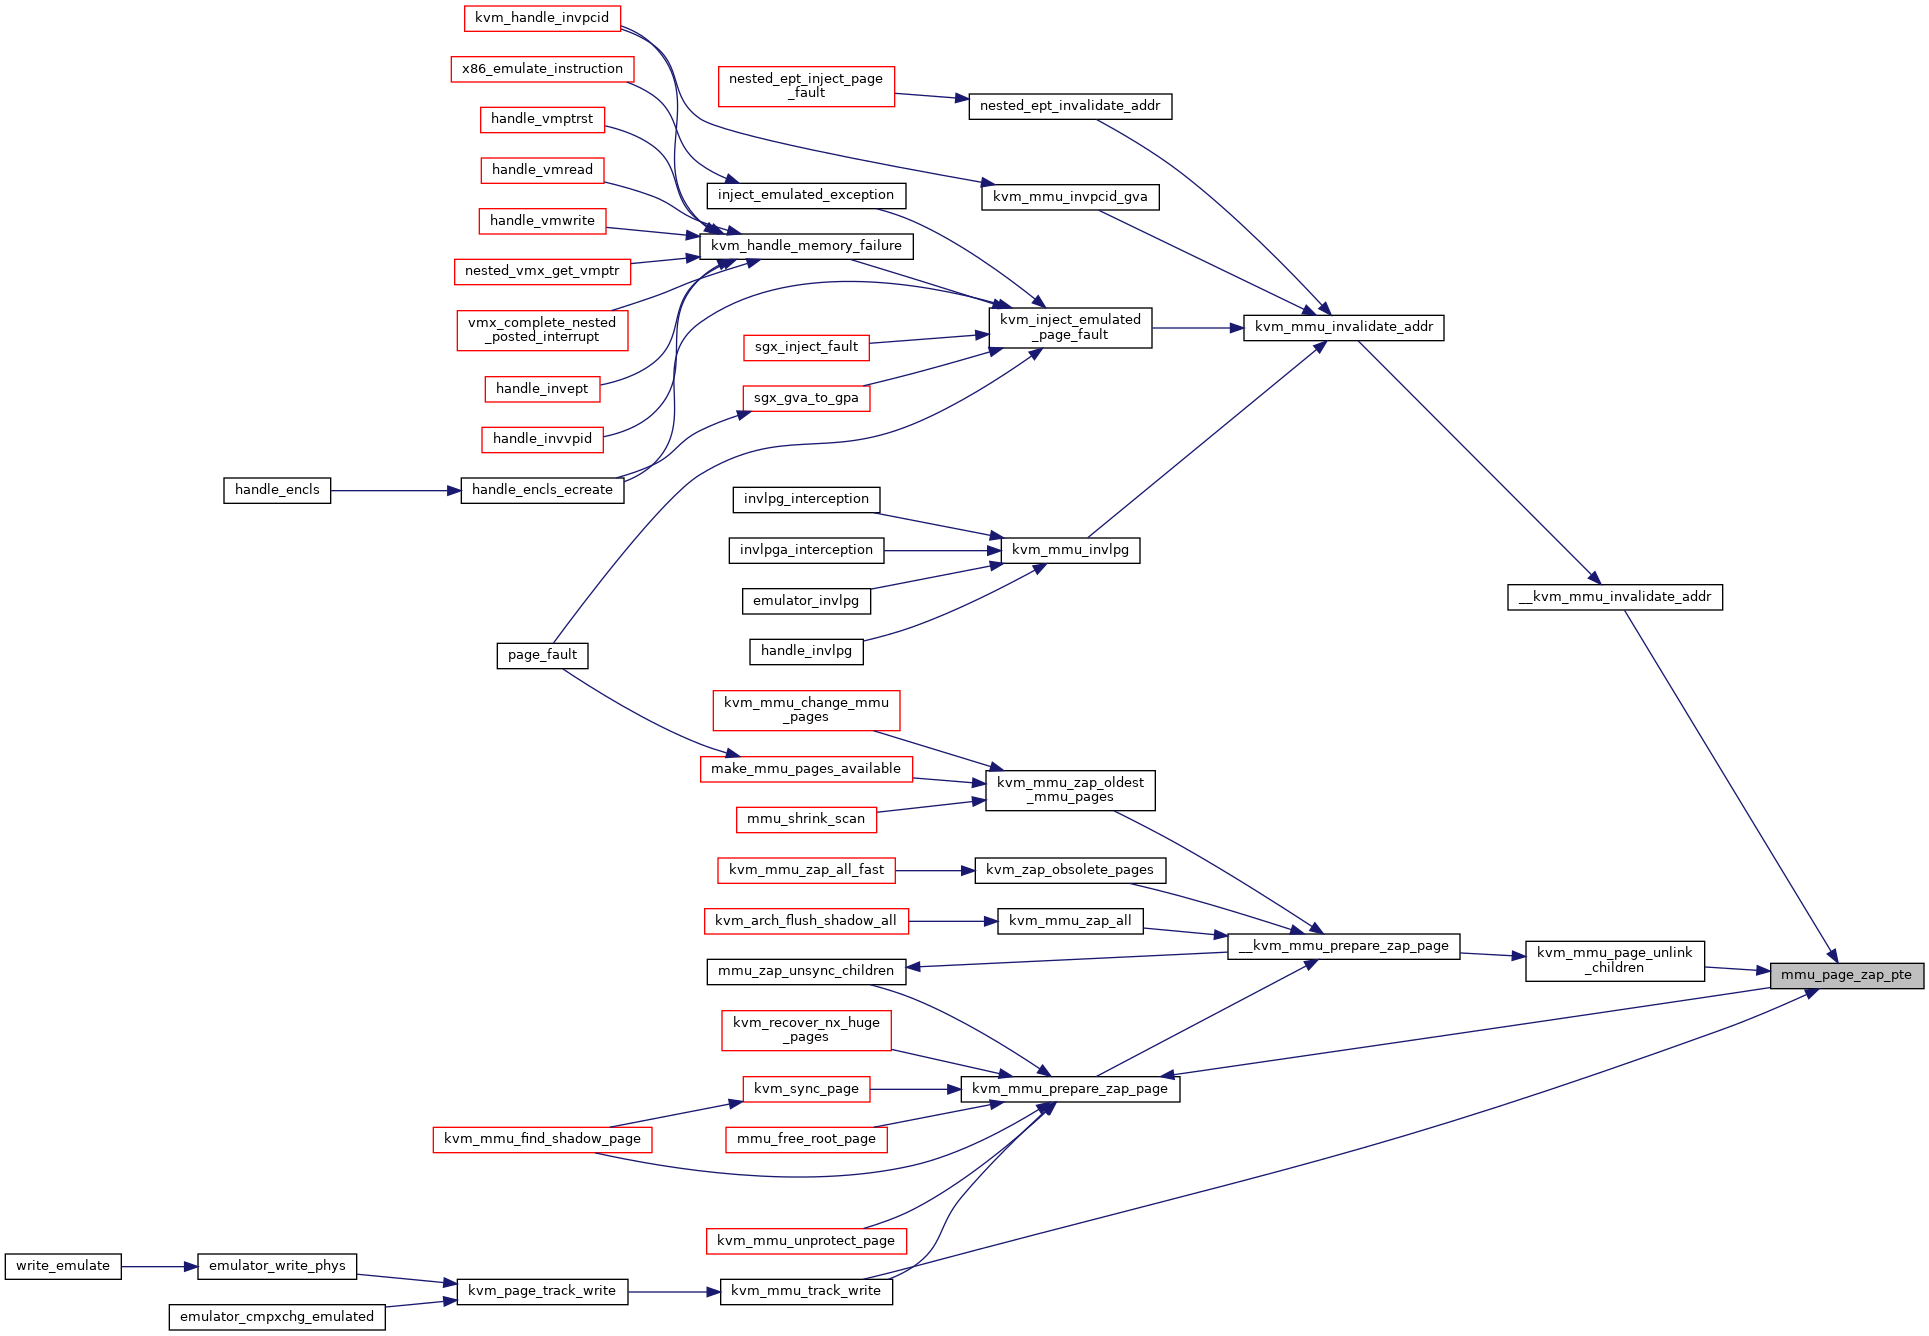 kvm_handle_invpcid
x86_emulate_instruction
nested_ept_inject_page
_fault
nested_ept_invalidate_addr
handle_vmptrst
handle_vmread
inject_emulated_exception
kvm_mmu_invpcid_gva
handle_vmwrite
kvm_handle_memory_failure
nested_vmx_get_vmptr
vmx_complete_nested
_posted_interrupt
kvm_inject_emulated
_page_fault
kvm_mmu_invalidate_addr
sgx_inject_fault
handle_invept
sgx_gva_to_gpa
handle_invvpid
handle_encls
handle_encls_ecreate
invlpg_interception
invlpga_interception
kvm_mmu_invlpg
emulator_invlpg
__kvm_mmu_invalidate_addr
handle_invlpg
page_fault
kvm_mmu_change_mmu
_pages
make_mmu_pages_available
kvm_mmu_zap_oldest
_mmu_pages
mmu_shrink_scan
kvm_mmu_zap_all_fast
kvm_zap_obsolete_pages
kvm_arch_flush_shadow_all
kvm_mmu_zap_all
__kvm_mmu_prepare_zap_page
kvm_mmu_page_unlink
_children
mmu_zap_unsync_children
mmu_page_zap_pte
kvm_recover_nx_huge
_pages
kvm_sync_page
kvm_mmu_prepare_zap_page
kvm_mmu_find_shadow_page
mmu_free_root_page
kvm_mmu_unprotect_page
write_emulate
emulator_write_phys
kvm_page_track_write
kvm_mmu_track_write
emulator_cmpxchg_emulated